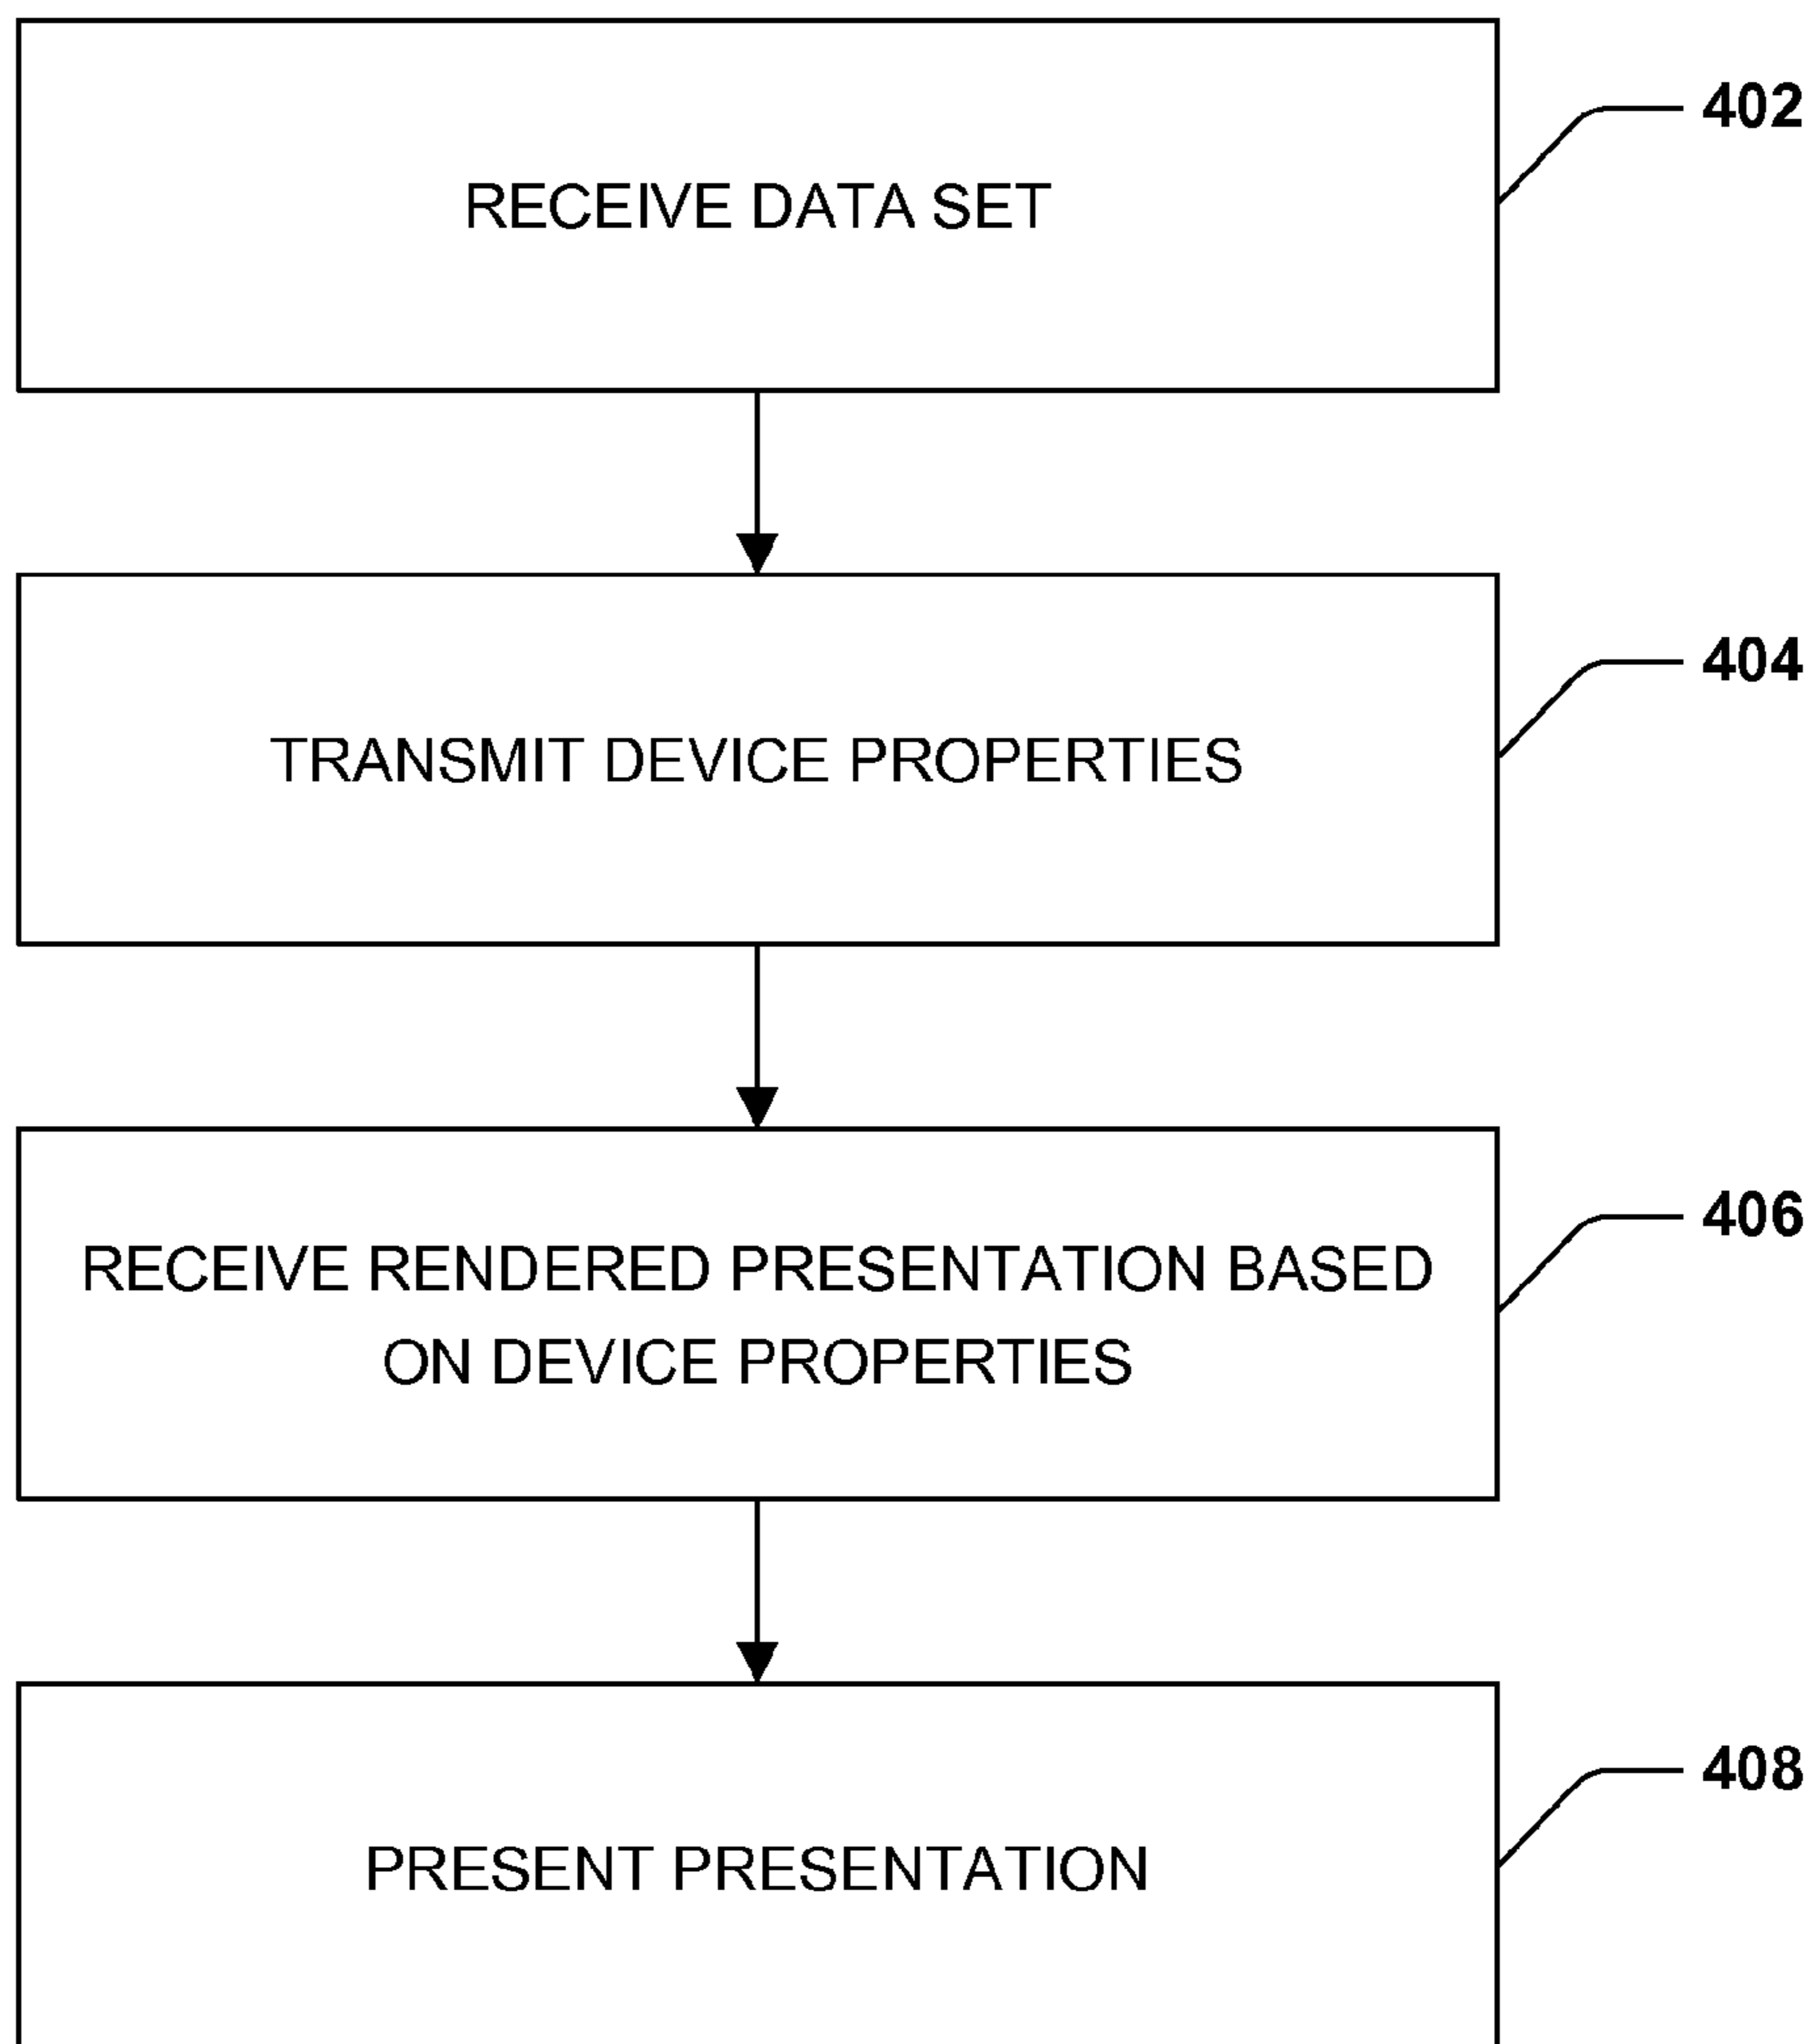 RECEIVE DATA SET
402
TRANSMIT DEVICE PROPERTIES
404
RECEIVE RENDERED PRESENTATION BASED
ON DEVICE PROPERTIES
406
PRESENT PRESENTATION
408